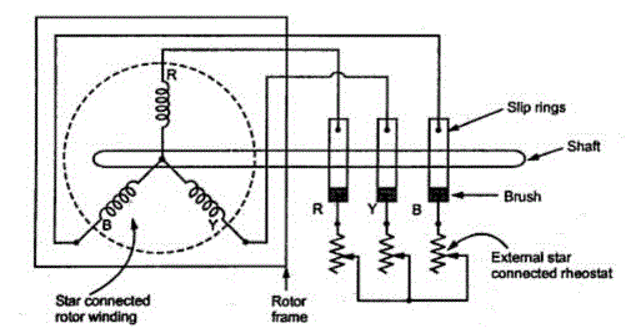 R
Slip rings
Shaft
Brush
B
Y
R
Y
B
External star
connected rheostat
Star connected
rotor winding
Rotor
frame